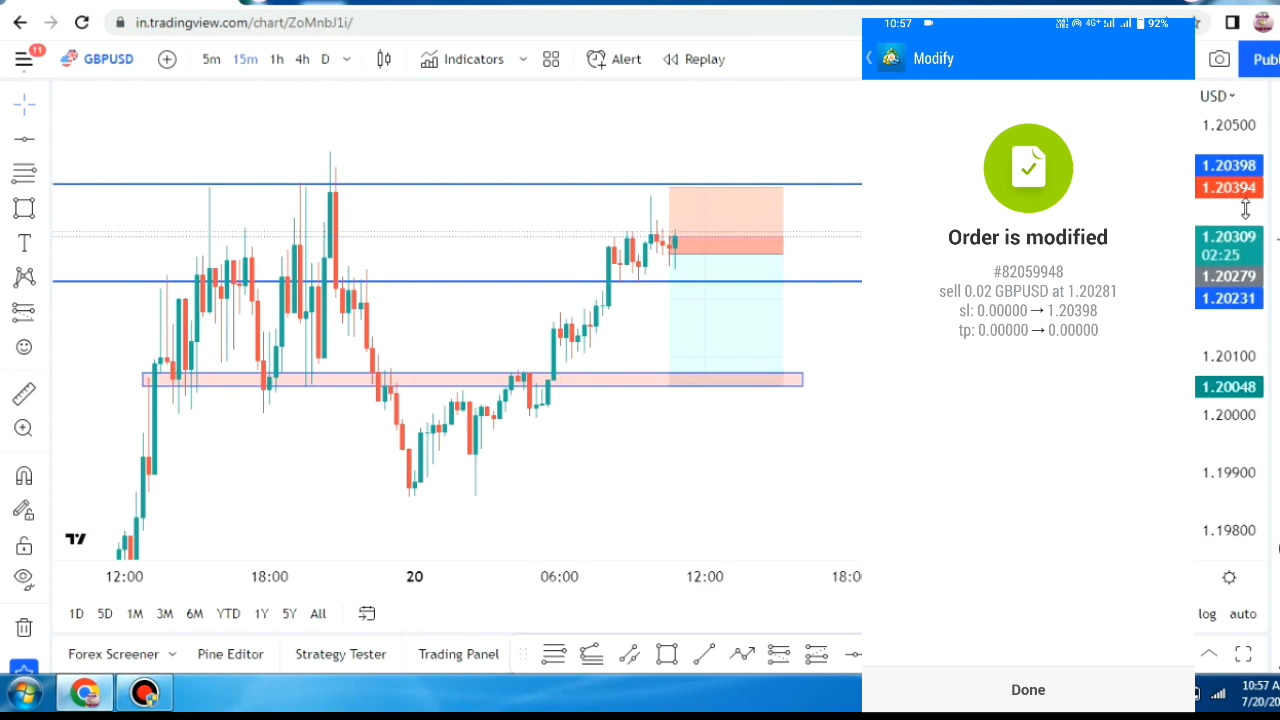 in.tradingview.com/chart/ZoMnbJ1i/
11
GBPUSD
5m 15m 1h 4h D
Indicators
Alert
Replay
10:57
4G+
92%
Modify
Order is modified
#82059948
sell 0.02 GBPUSD at 1.20281
sl: 0.00000 → 1.20398
tp: 0.00000 → 0.00000
Done
USD
1.20500
1.20398
1.20394
1.20309
02:25
1.20279
1.20231
1.20100
1.20048
1.20000
1.19900
1.19800
12:00 18:00 20 06:00 12:00 18:0
1D 5D 1M 3M 6M YTD 1Y 5Y All
log auto
Forex Screener Pine Editor Strategy Tester Trading Panel
10:57 A
7/20/20